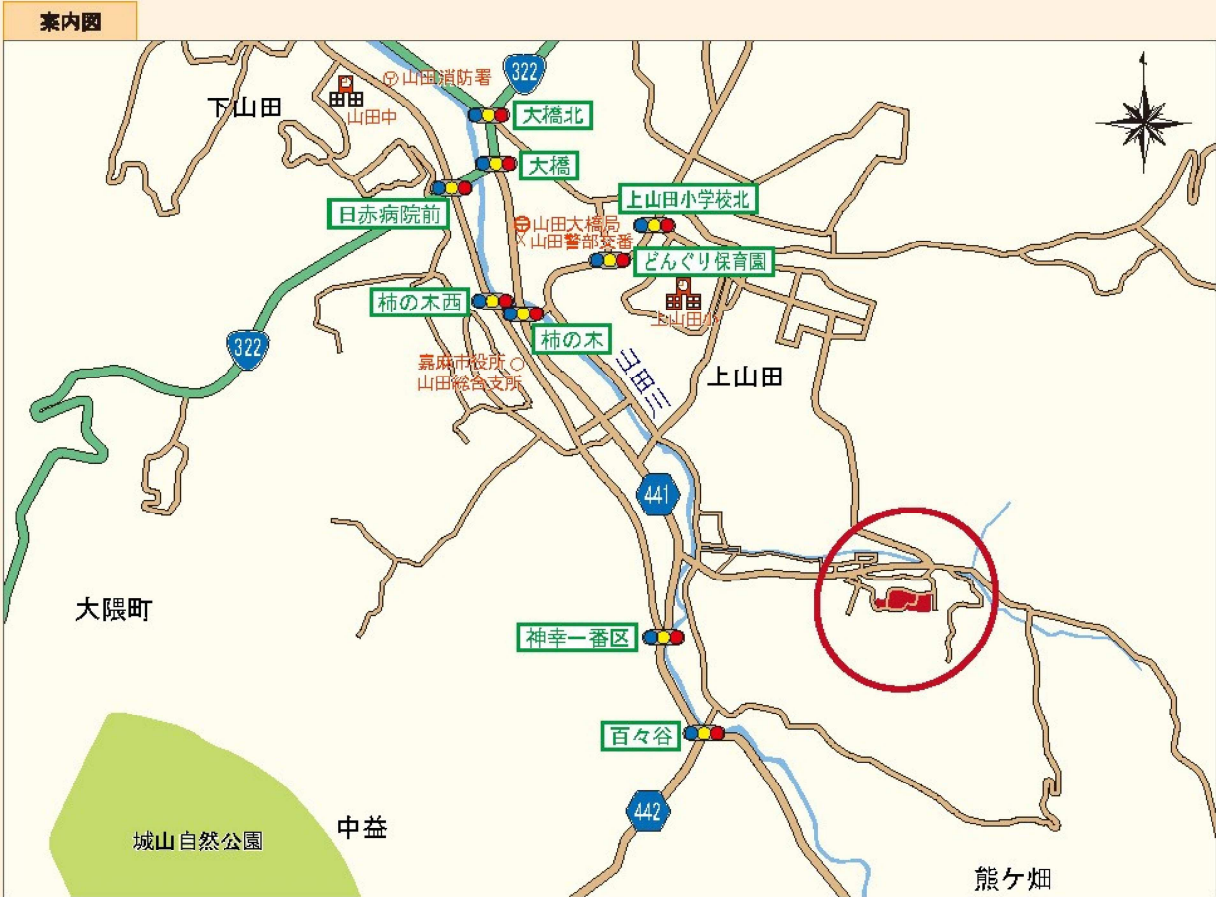 案内図
322
山田消防署
下山田
山田中
大橋北
大橋
日赤病院前
上山田小学校北
山田大橋局
山田警部交番
どんぐり保育園
上山田小
柿の木西
柿の木
322
嘉麻市役所
山田総合支所
山田川
上山田
441
大隈町
神幸一番区
百々谷
442
中益
城山自然公園
熊ケ畑